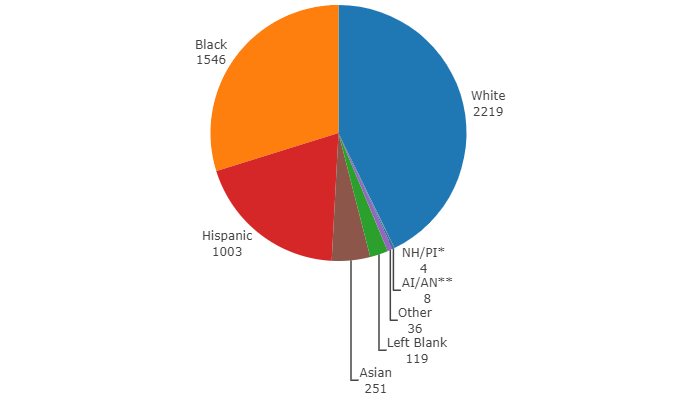 Black
1546
White
2219
Hispanic
1003
NH/PI*
4
AI/AN**
8
Other
36
Left Blank
119
Asian
251